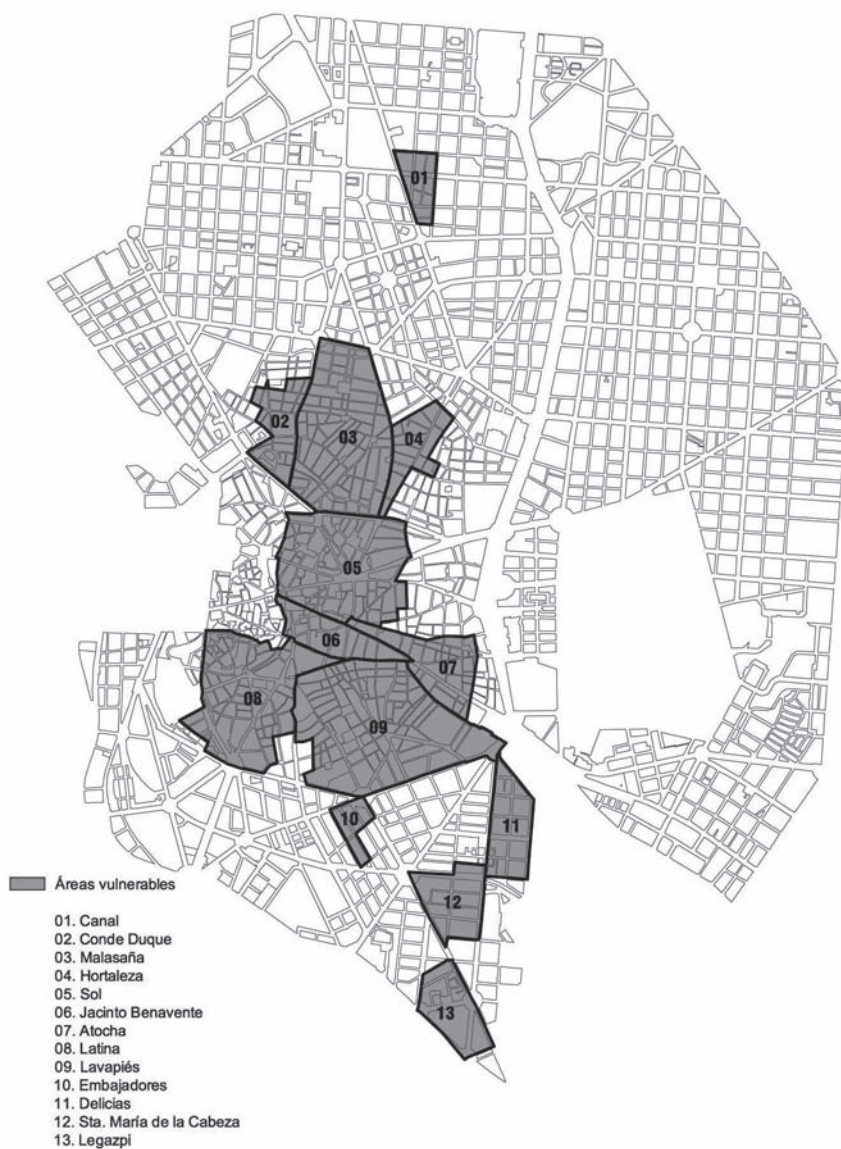 01
02
03
04
05
06
07
08
09
10
11
12
13
Áreas vulnerables
01. Canal
02. Conde Duque
03. Malasaña
04. Hortaleza
05. Sol
06. Jacinto Benavente
07. Atocha
08. Latina
09. Lavapiés
10. Embajadores
11. Delicias
12. Sta. María de la Cabeza
13. Legazpi